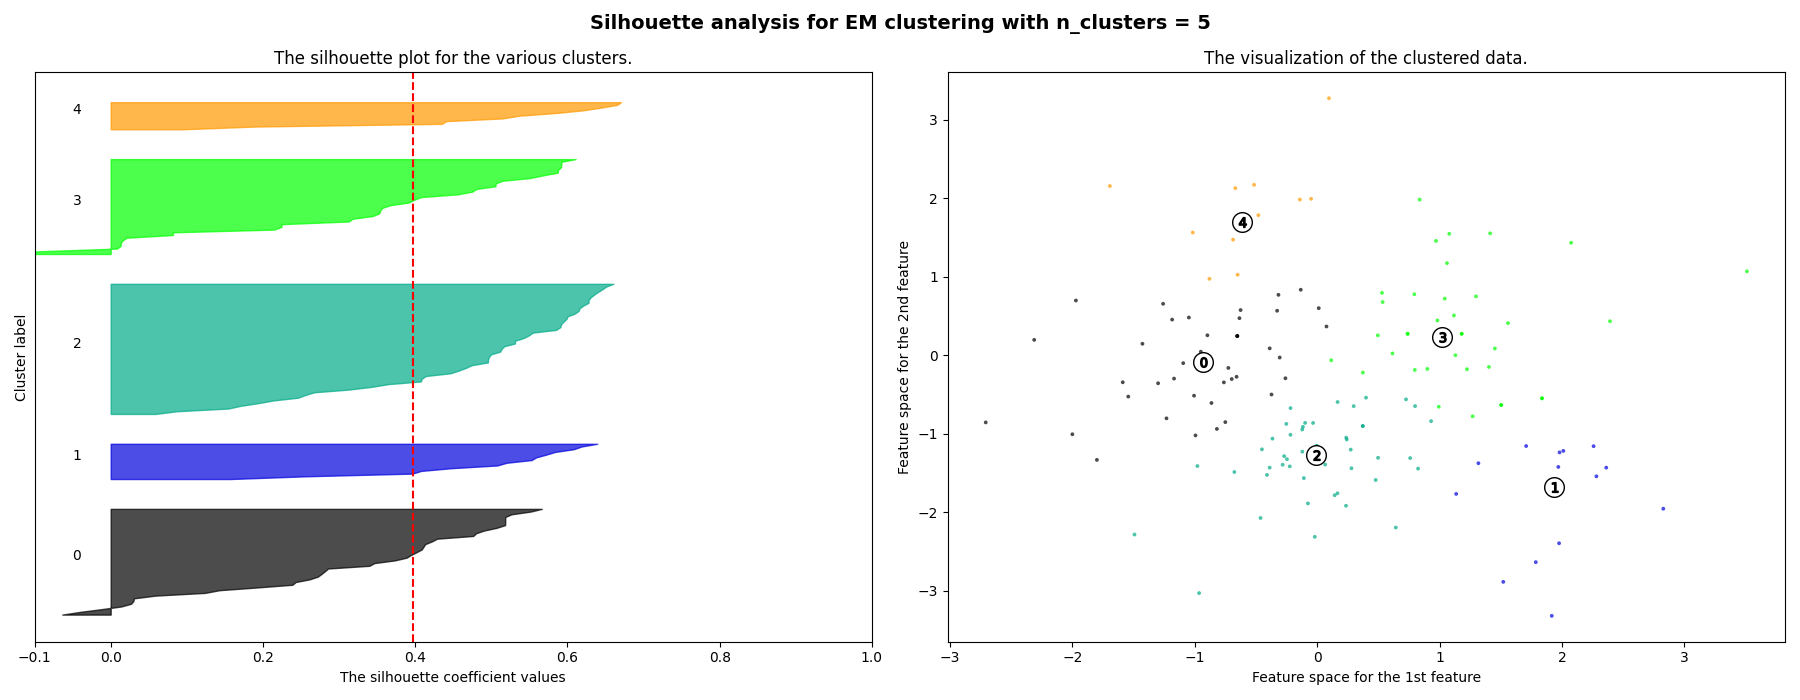 Silhouette analysis for EM clustering with n_clusters = 5
The silhouette plot for the various clusters.
4
3
2
1
0
Cluster label
−0.1 0.0 0.2 0.4 0.6 0.8 1.0
The silhouette coefficient values
The visualization of the clustered data.
3
2
1
0
−1
−2
−3
Feature space for the 2nd feature
4
3
0
2
1
−3 −2 −1 0 1 2 3
Feature space for the 1st feature